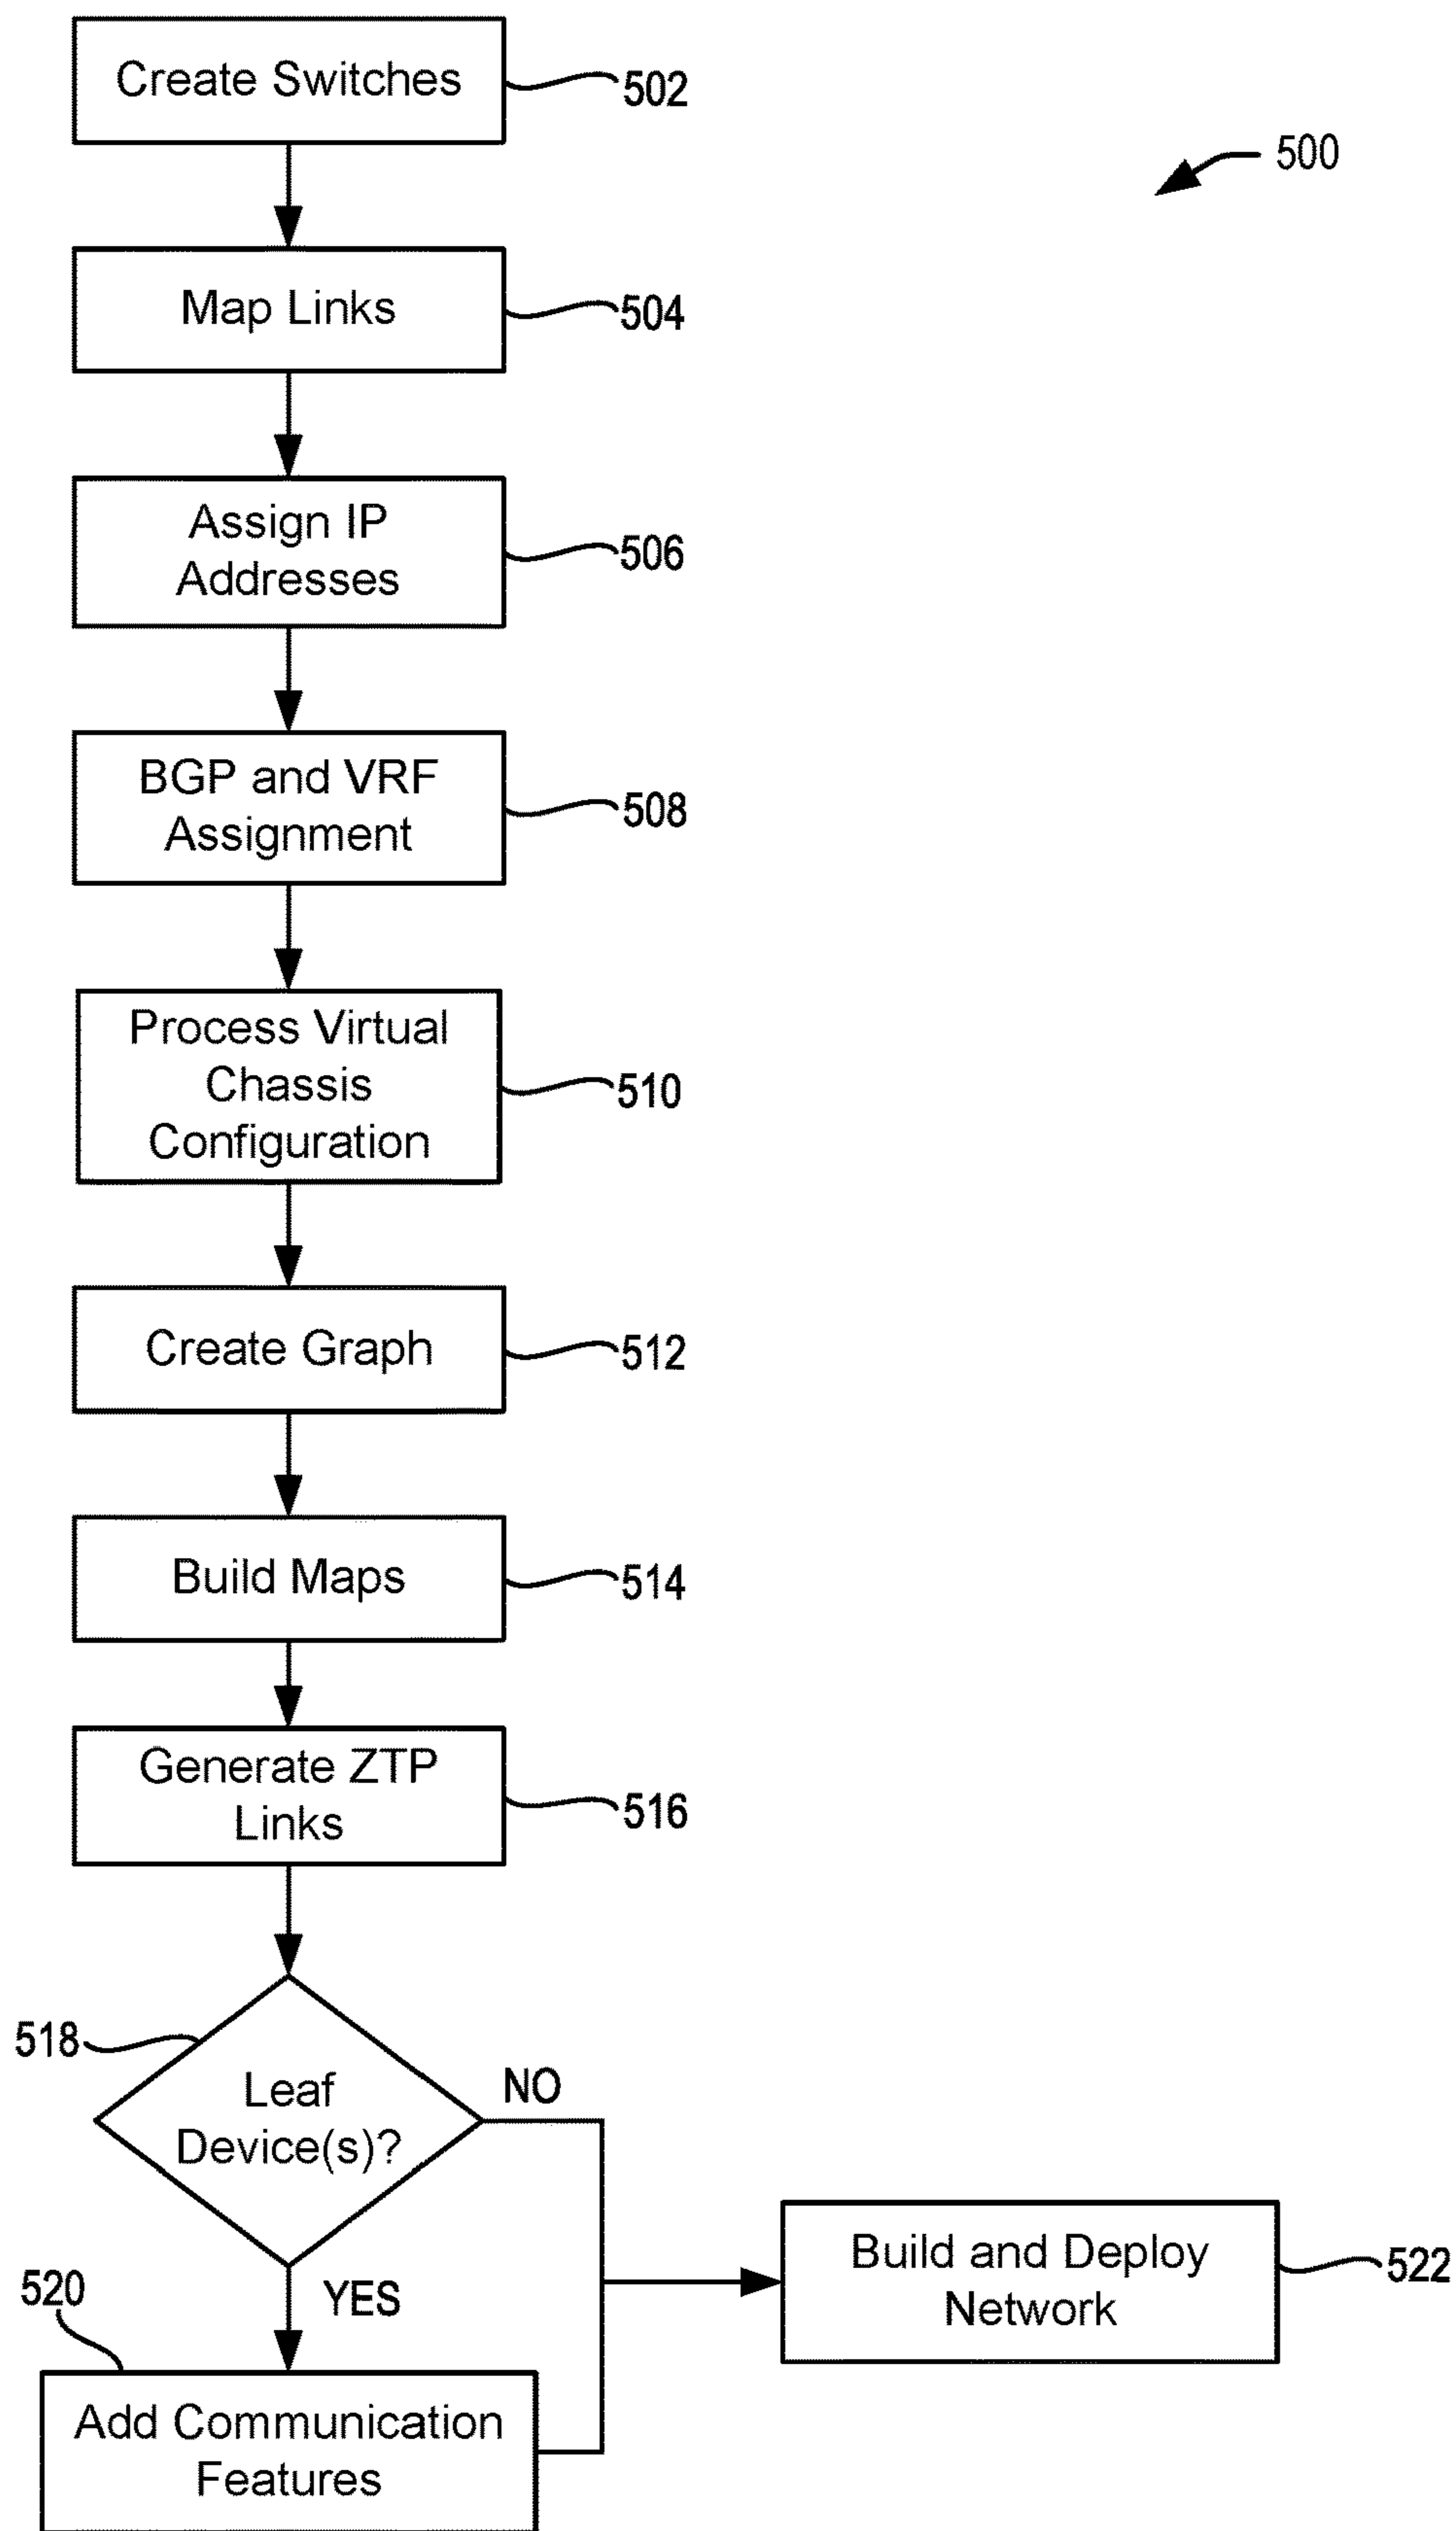 Create Switches
502
500
Map Links
504
Assign IP
Addresses
506
BGP and VRF
Assignment
508
Process Virtual
Chassis
Configuration
510
Create Graph
512
Build Maps
514
Generate ZTP
Links
516
518
Leaf
Device(s)?
NO
YES
520
Add Communication
Features
Build and Deploy
Network
522